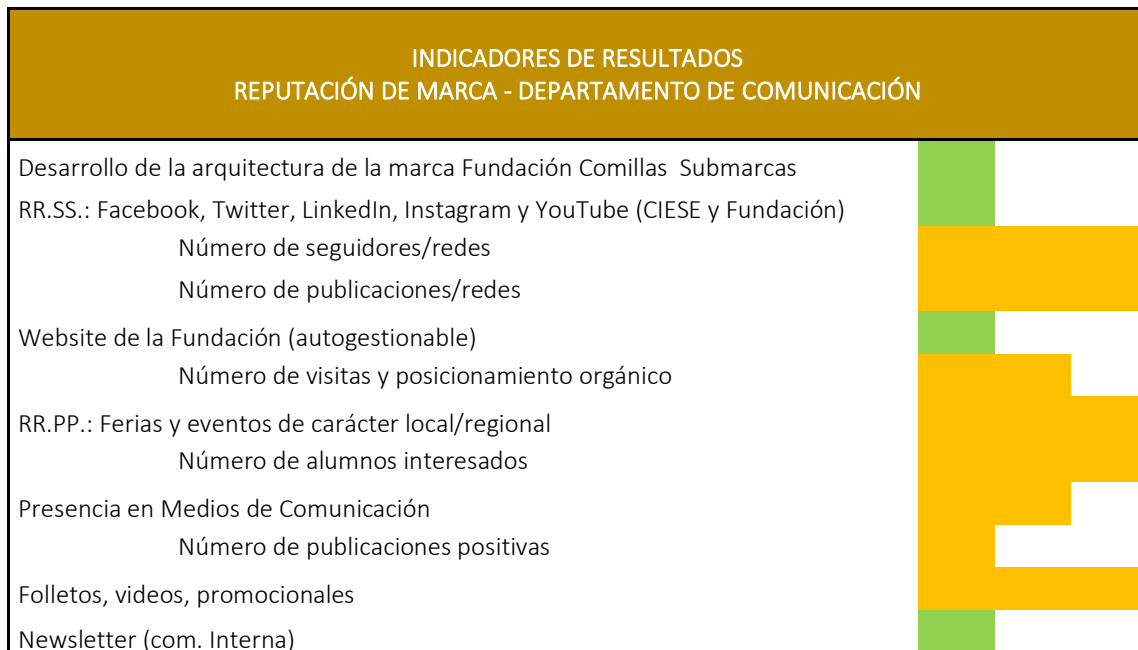 INDICADORES DE RESULTADOS
REPUTACIÓN DE MARCA - DEPARTAMENTO DE COMUNICACIÓN
Desarrollo de la arquitectura de la marca Fundación Comillas  Submarcas
RR.SS.: Facebook, Twitter, LinkedIn, Instagram y YouTube (CIESE y Fundación)
Número de seguidores/redes
Número de publicaciones/redes
Website de la Fundación (autogestionable)
Número de visitas y posicionamiento orgánico
RR.PP.: Ferias y eventos de carácter local/regional
Número de alumnos interesados
Presencia en Medios de Comunicación
Número de publicaciones positivas
Folletos, videos, promocionales
Newsletter (com. Interna)